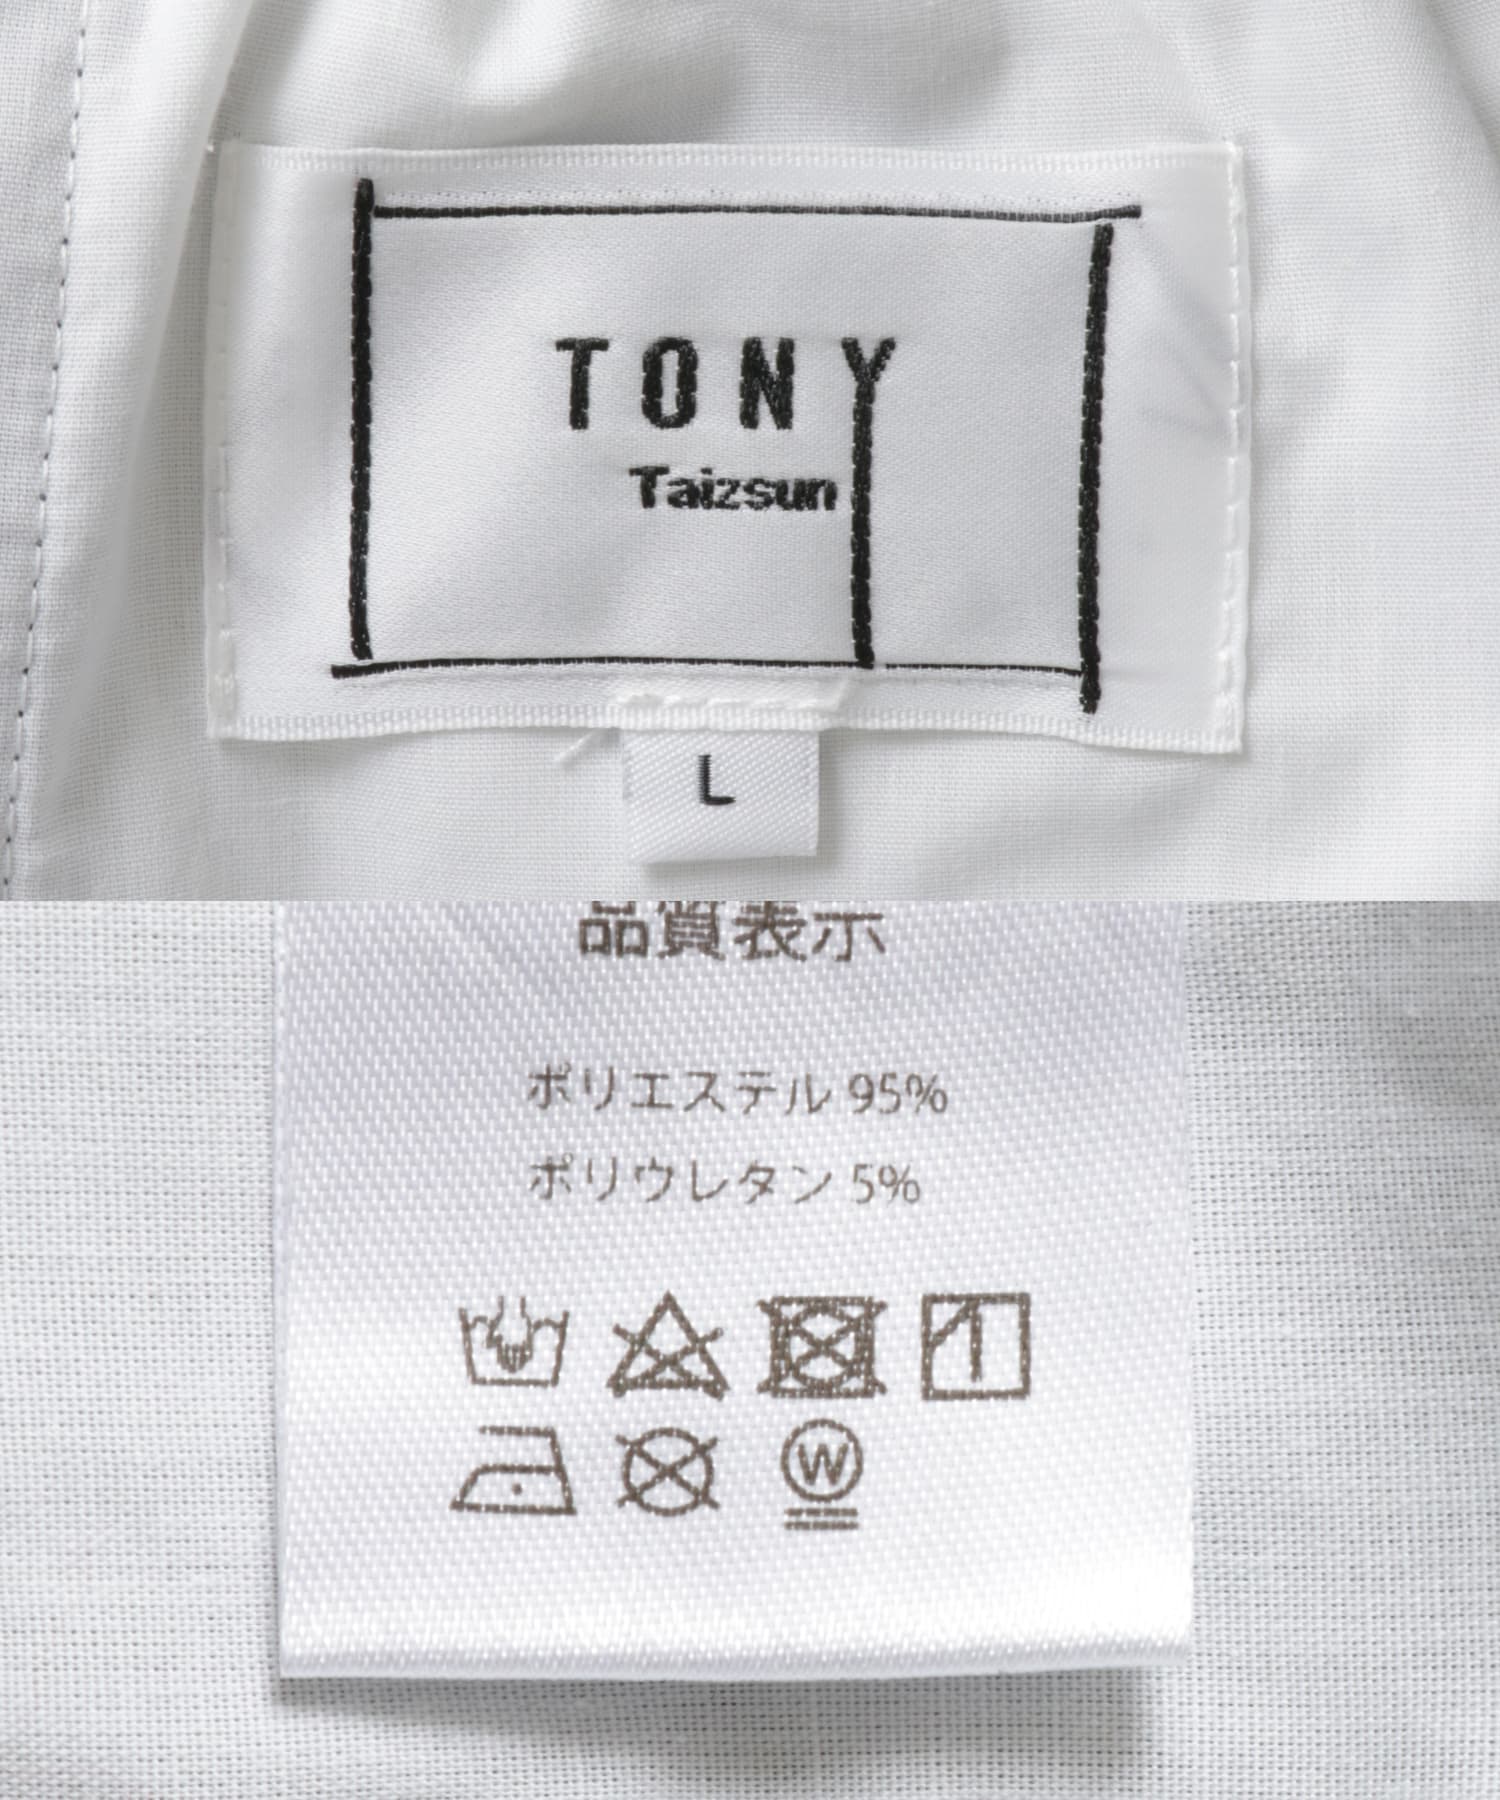 TONY
Taizsun
L
品質表示
ポリエステル 95%
ポリウレタン 5%
W